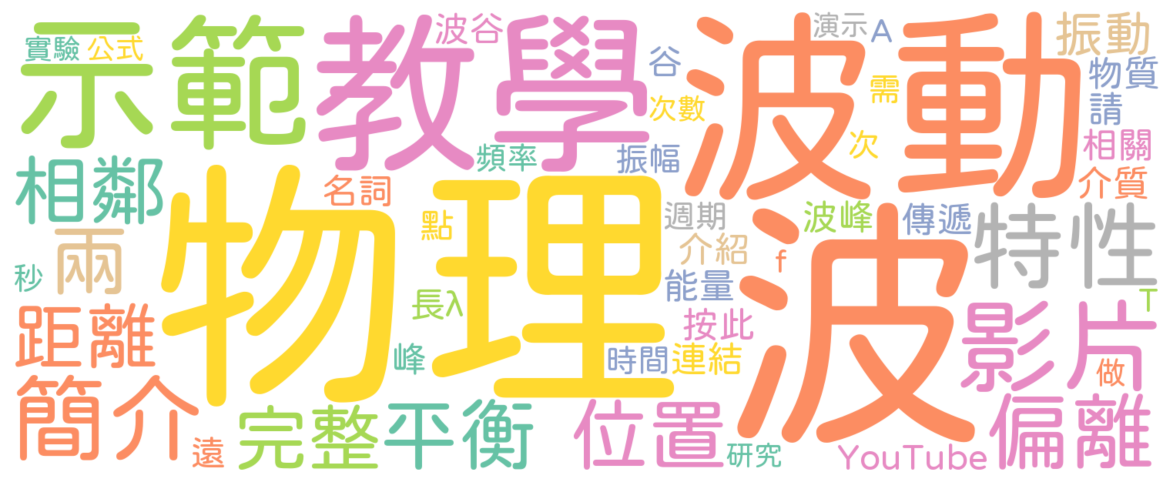 示範
教學
波動
實驗
公式
波谷
谷
次數
演示
A
需
次
振動
物質
請
相關
介質
相鄰
物理
名詞
點
頻率
振幅
週期
介紹
f
波峰
傳遞
特性
兩
秒
長λ
能量
波
T
距離
峰
時間
按此
連結
影片
做
簡介
遠
完整
平衡
位置
研究
YouTube
偏離